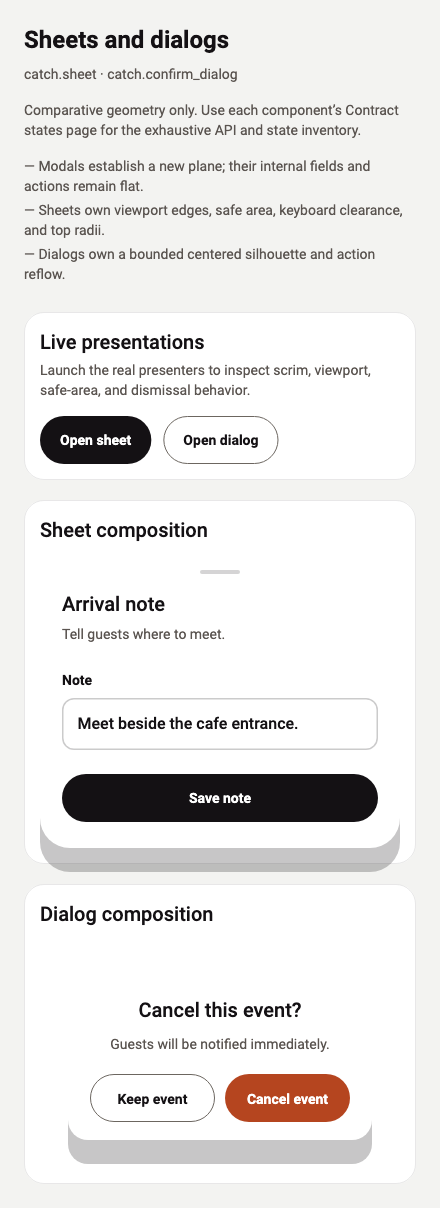 Sheets and dialogs
catch.sheet · catch.confirm_dialog
Comparative geometry only. Use each component’s Contract
states page for the exhaustive API and state inventory.
— Modals establish a new plane; their internal fields and
actions remain flat.
— Sheets own viewport edges, safe area, keyboard clearance,
and top radii.
— Dialogs own a bounded centered silhouette and action
reflow.
Live presentations
Launch the real presenters to inspect scrim, viewport,
safe-area, and dismissal behavior.
Open sheet
Open dialog
Sheet composition
Arrival note
Tell guests where to meet.
Note
Meet beside the cafe entrance.
Save note
Dialog composition
Cancel this event?
Guests will be notified immediately.
Keep event
Cancel event